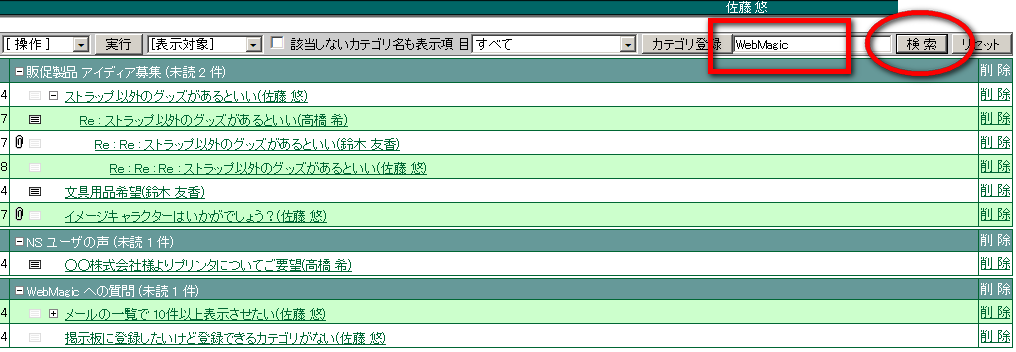 佐藤 悠
[ 操作 ] 実行 [表示対象] 該当しないカテゴリ名も表示項 目 すべて カテゴリ登録 WebMagic 検 索 リセット
販促製品 アイディア募集 (未読 2 件) 削 除
4 ストラップ以外のグッズがあるといい(佐藤 悠) 削 除
7 Re : ストラップ以外のグッズがあるといい(高橋 希) 削 除
7 Re : Re : ストラップ以外のグッズがあるといい(鈴木 友香) 削 除
8 Re : Re : Re : ストラップ以外のグッズがあるといい(佐藤 悠) 削 除
4 文具用品希望(鈴木 友香) 削 除
7 イメージキャラクターはいかがでしょう？(佐藤 悠) 削 除
NS ユーザの声 (未読 1 件) 削 除
4 〇〇株式会社様よりプリンタについてご要望(高橋 希) 削 除
WebMagic への質問 (未読 1 件) 削 除
4 メールの一覧で 10件以上表示させたい(佐藤 悠) 削 除
4 掲示板に登録したいけど登録できるカテゴリがない(佐藤 悠) 削 除